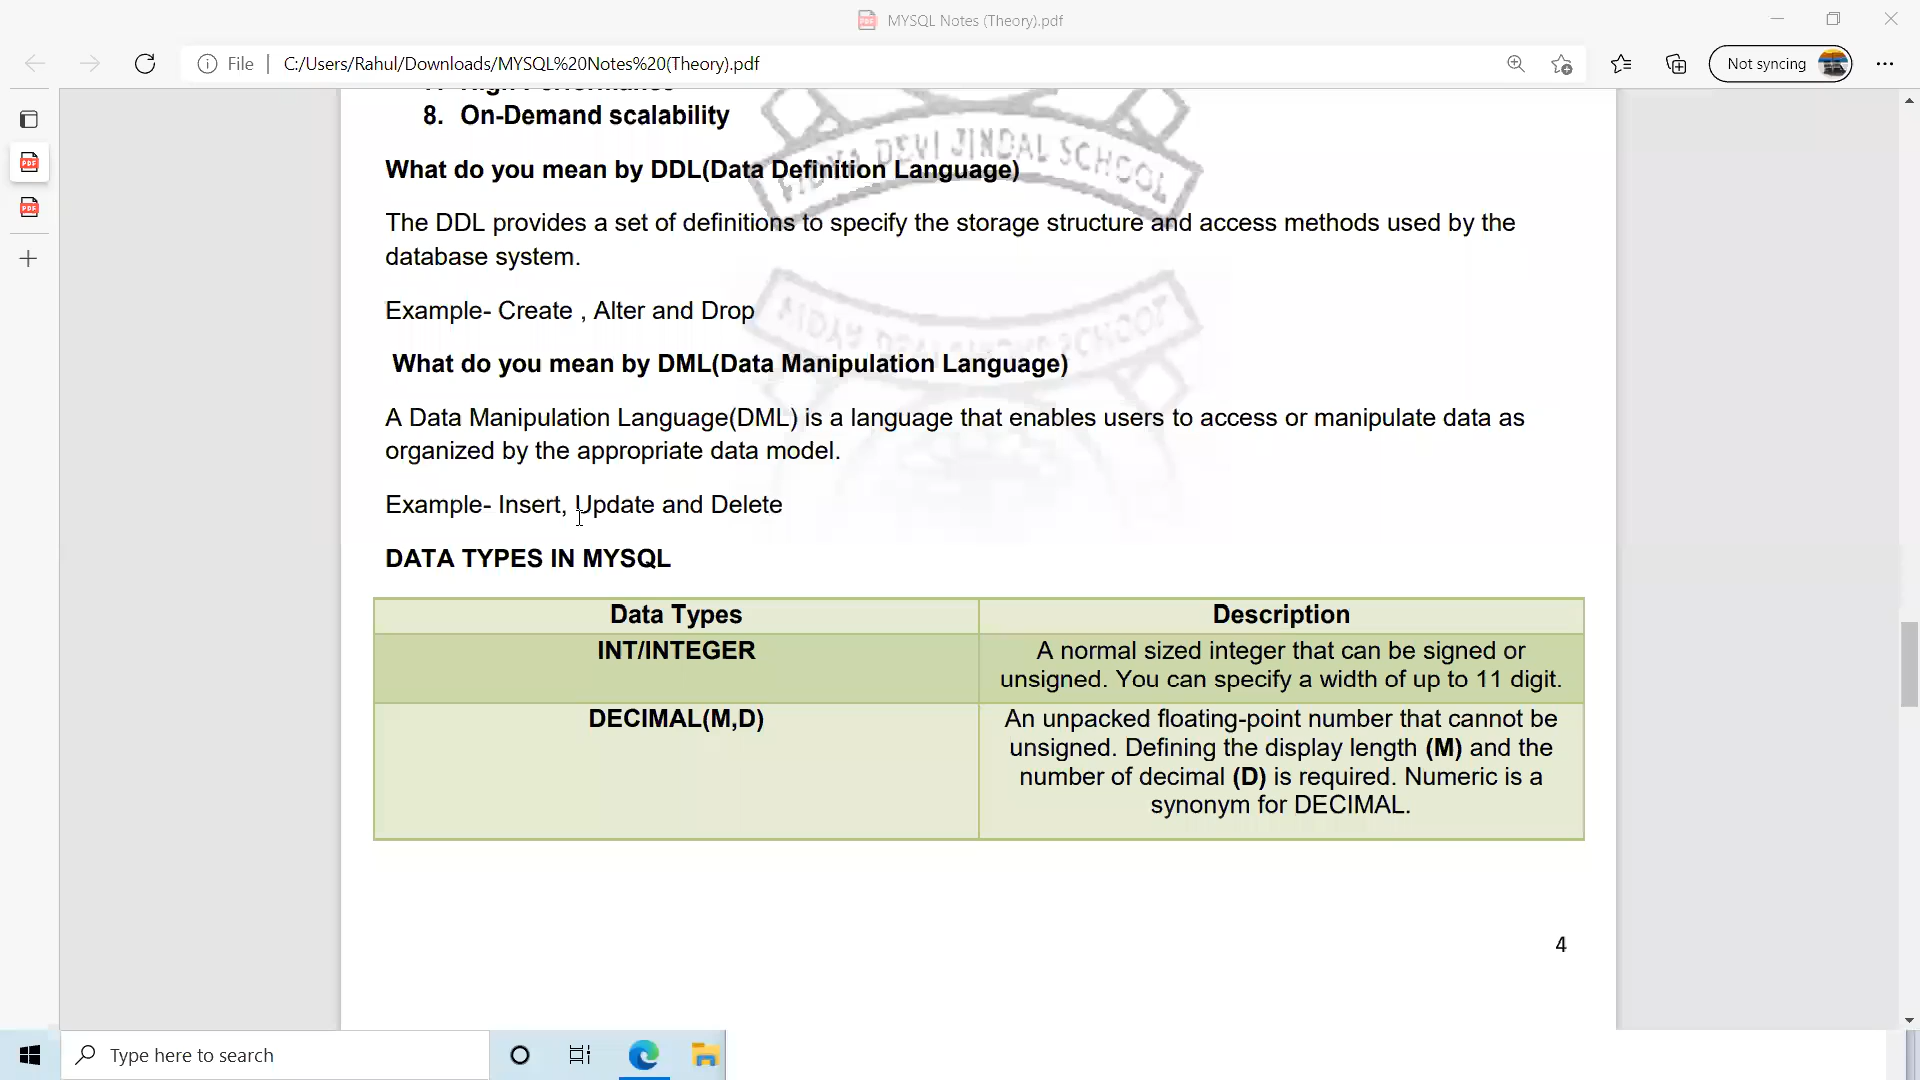 MYSQL Notes (Theory).pdf
File
C:/Users/Rahul/Downloads/MYSQL%20Notes%20(Theory).pdf
Not syncing
8. On-Demand scalability
DEVI JINDAL SCHOOL
What do you mean by DDL(Data Definition Language)
The DDL provides a set of definitions to specify the storage structure and access methods used by the
database system.
Example- Create , Alter and Drop
What do you mean by DML(Data Manipulation Language)
A Data Manipulation Language(DML) is a language that enables users to access or manipulate data as
organized by the appropriate data model.
Example- Insert, Update and Delete
DATA TYPES IN MYSQL
Data Types
Description
INT/INTEGER
A normal sized integer that can be signed or
unsigned. You can specify a width of up to 11 digit.
DECIMAL(M,D)
An unpacked floating-point number that cannot be
unsigned. Defining the display length (M) and the
number of decimal (D) is required. Numeric is a
synonym for DECIMAL.
4
Type here to search